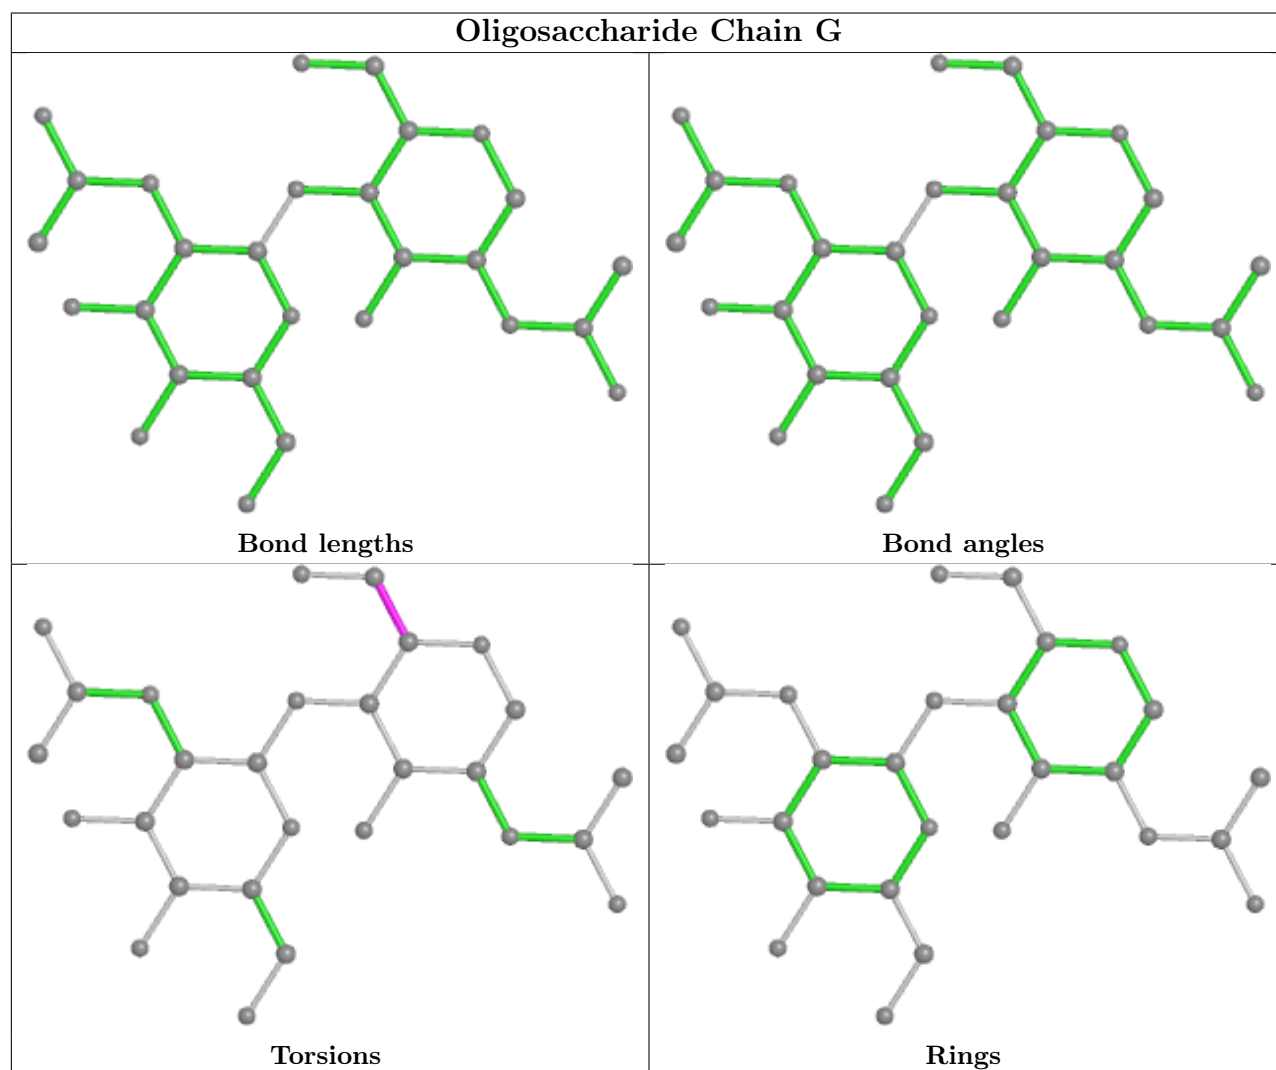 Oligosaccharide Chain G
Bond lengths
Bond angles
Torsions
Rings